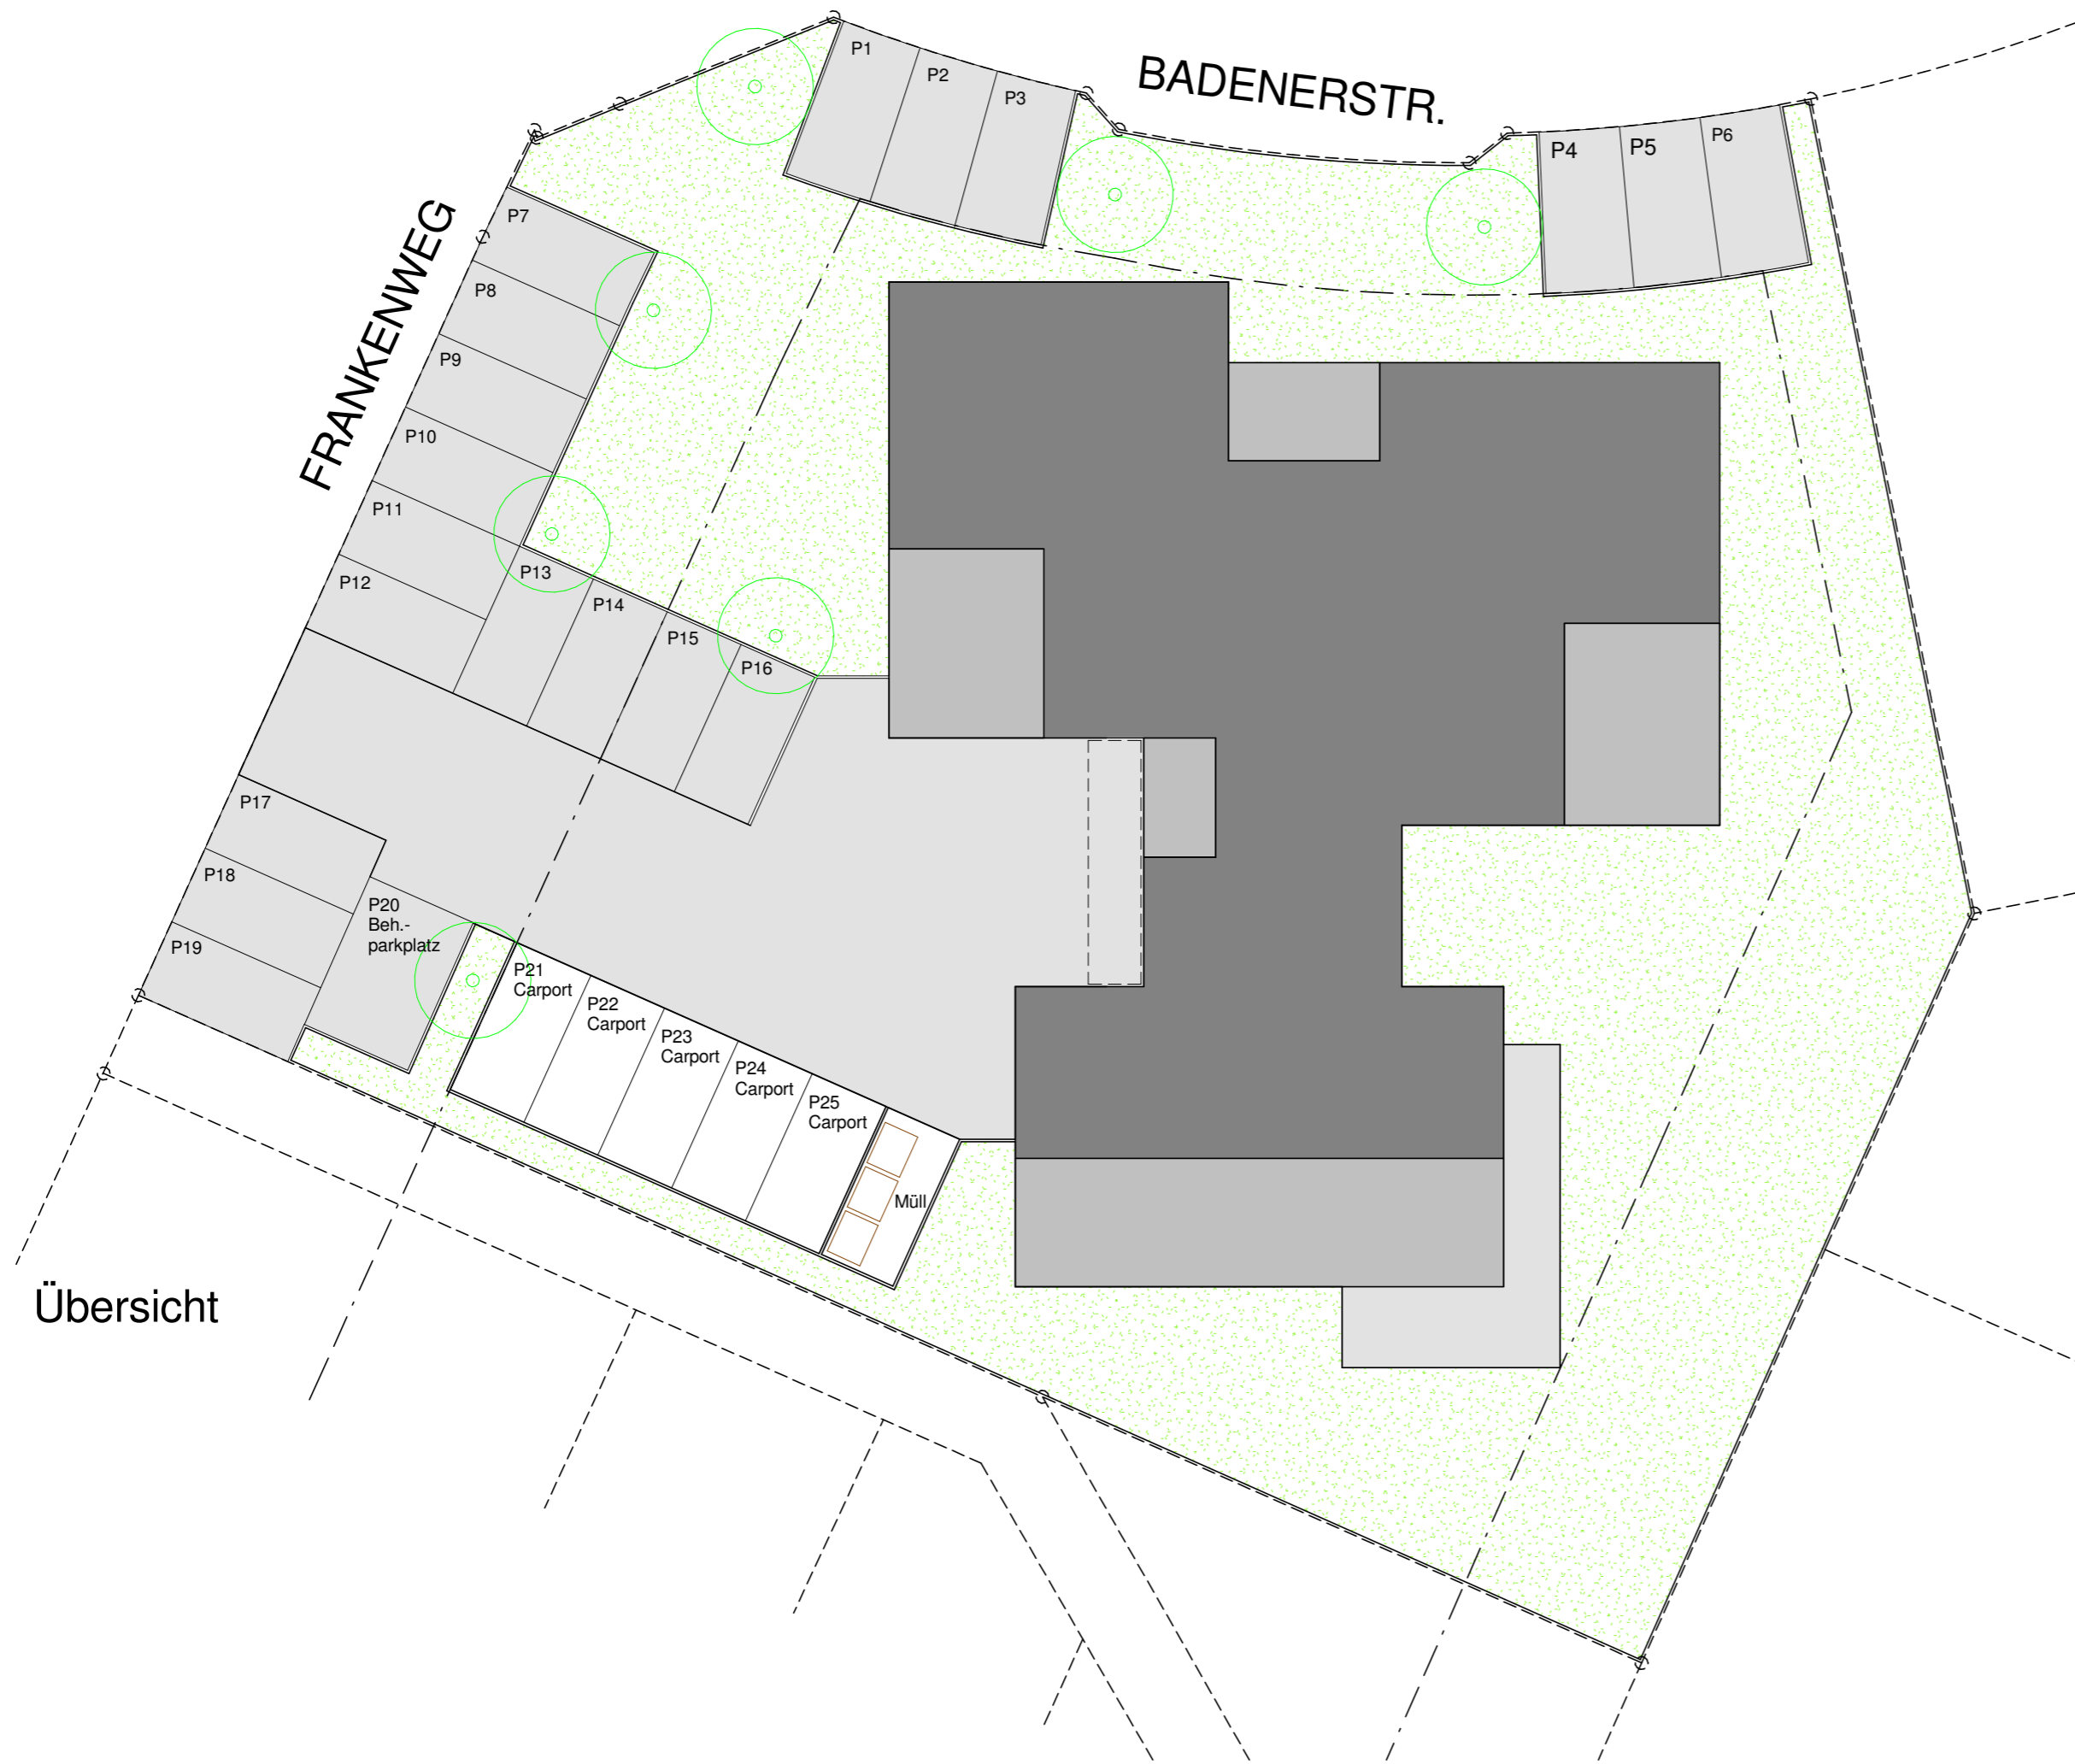 P1
P2
P3
BADENERSTR.
P4
P5
P6
FRANKENWEG
P7
P8
P9
P10
P11
P12
P13
P14
P15
P16
P17
P18
P19
P20
Beh.-
parkplatz
P21
Carport
P22
Carport
P23
Carport
P24
Carport
P25
Carport
Müll
Übersicht